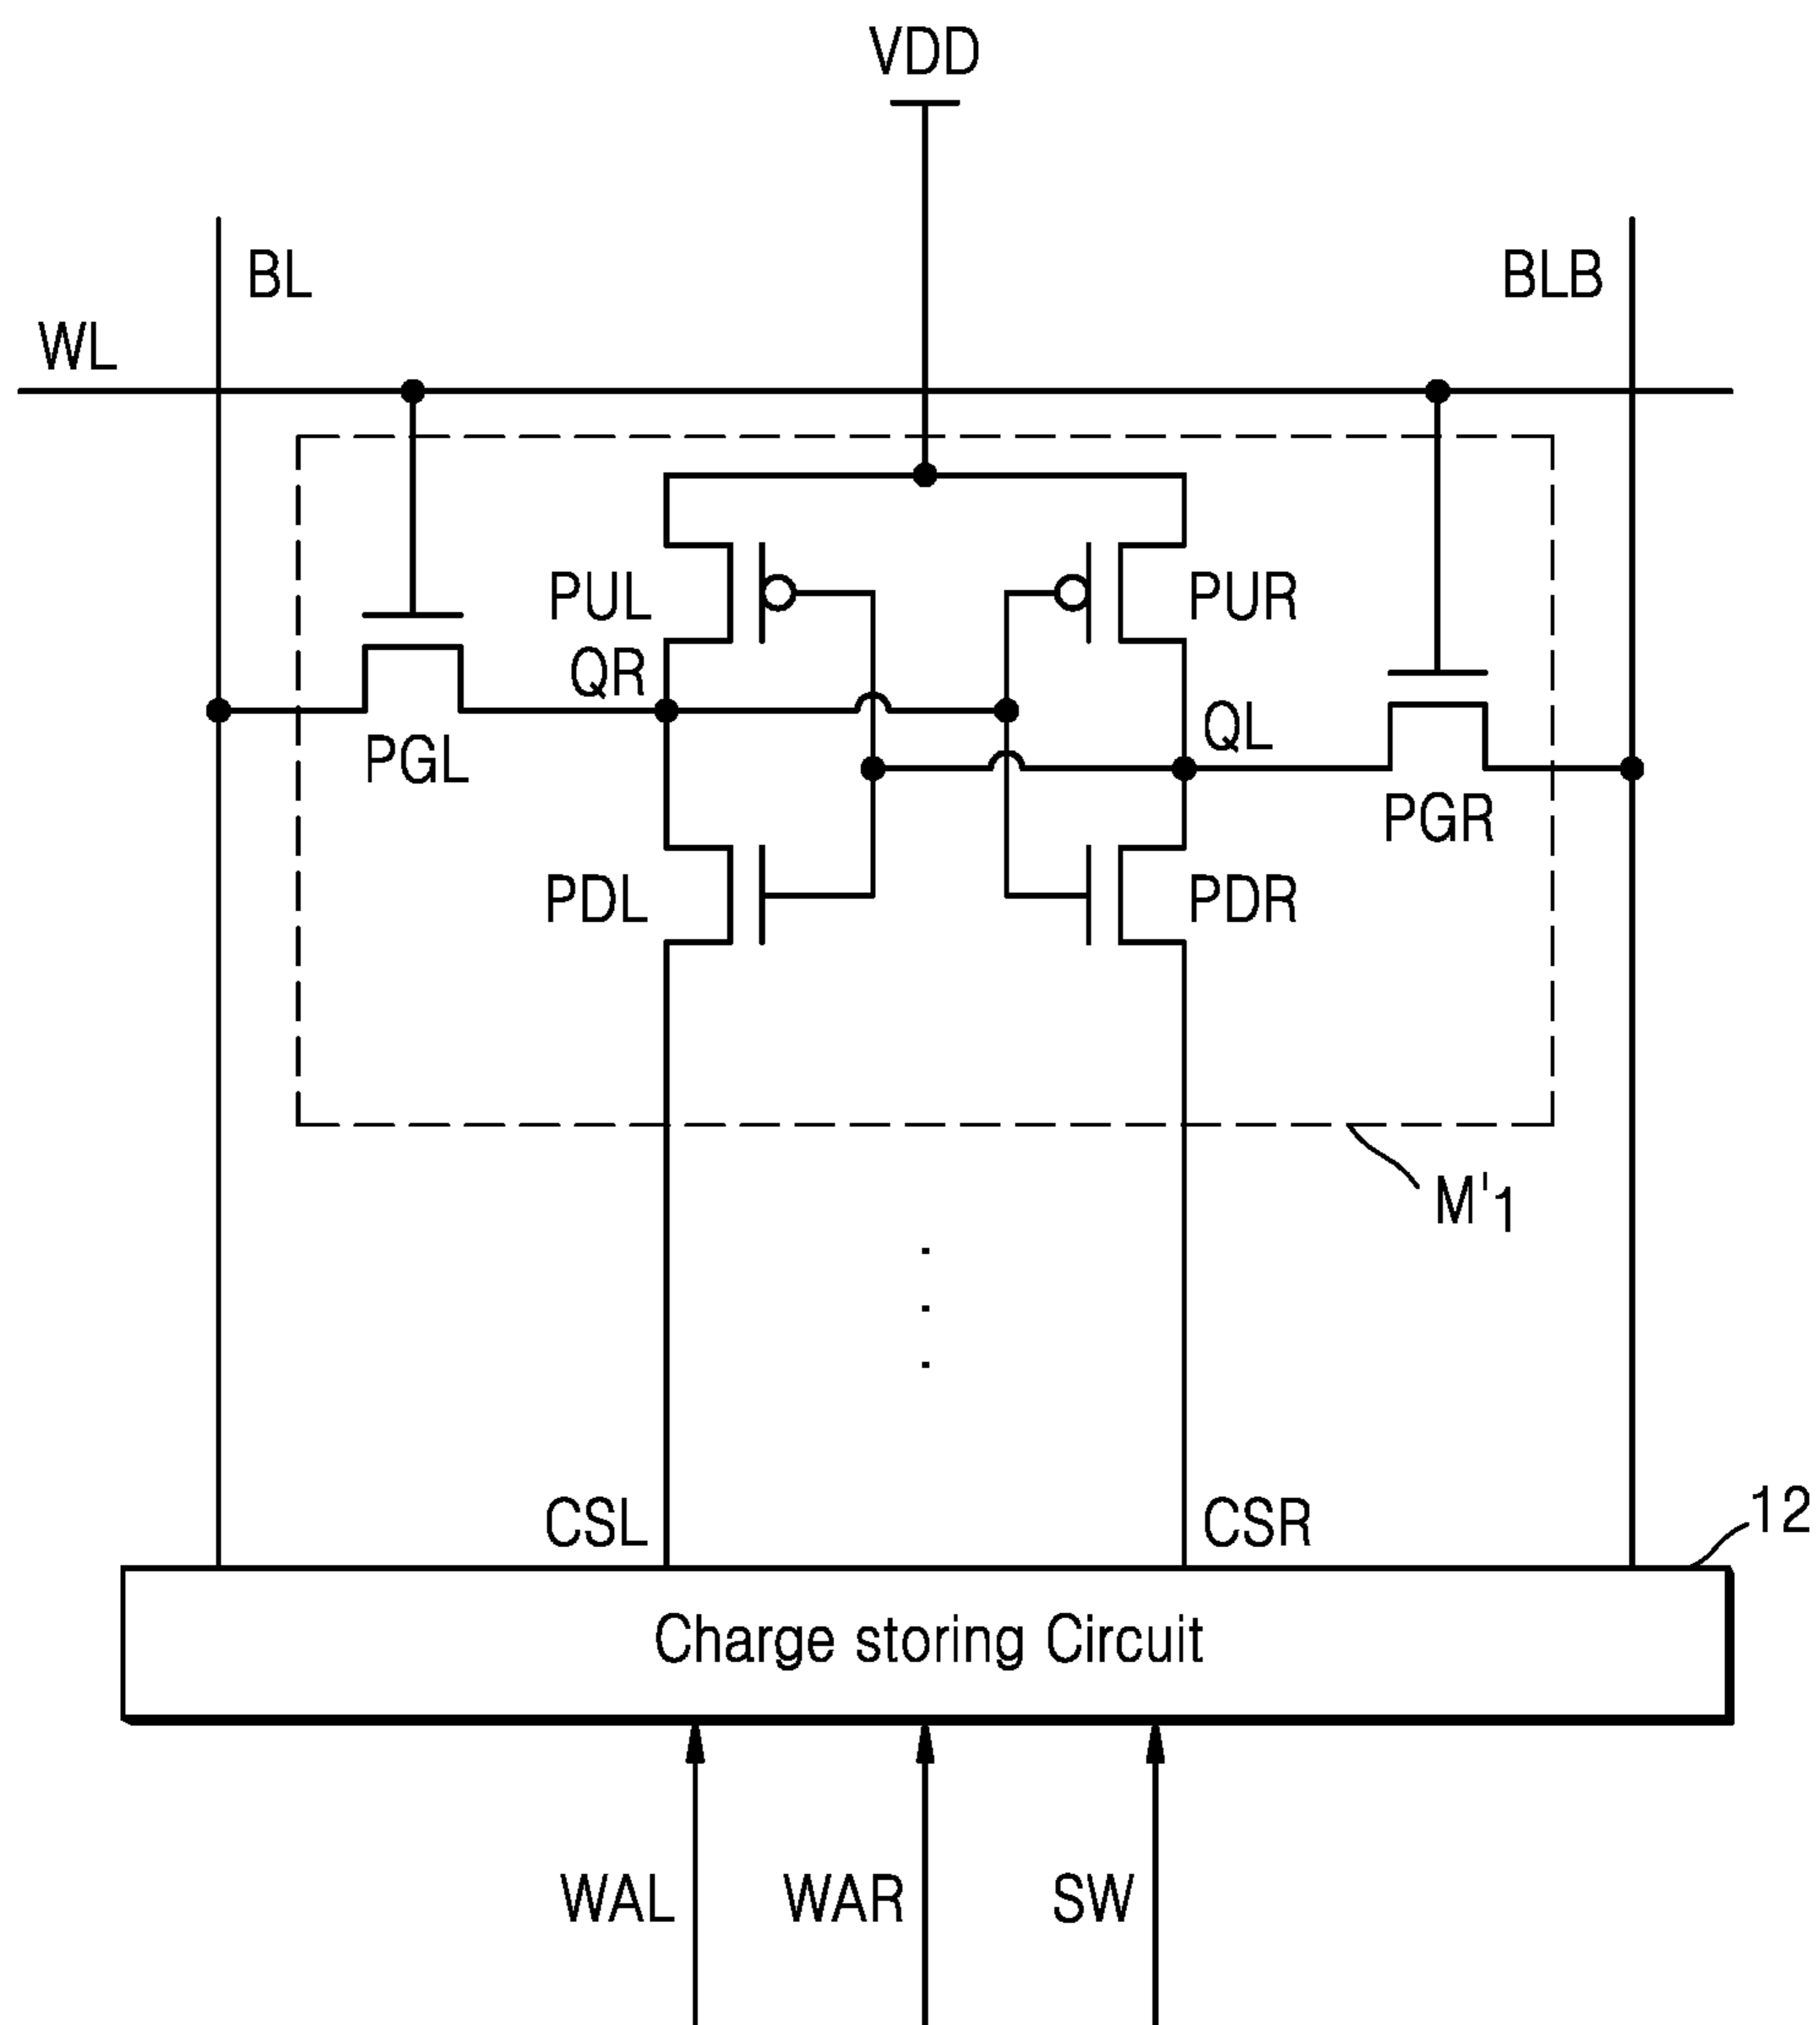 VDD
BL
BLB
WL
PUL
PUR
QR
QL
PGL
PGR
PDL
PDR
M'1
CSL
CSR
12
Charge storing Circuit
WAL
WAR
SW